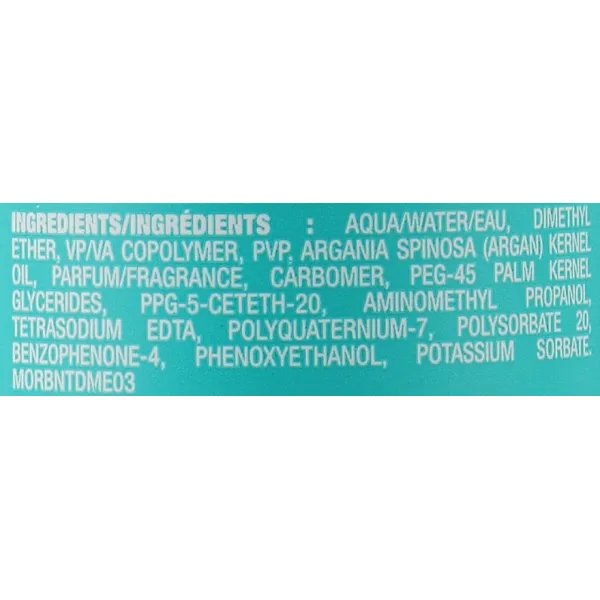 INGREDIENTS/INGRÉDIENTS : AQUA/WATER/EAU, DIMETHYL
ETHER, VP/VA COPOLYMER, PVP, ARGANIA SPINOSA (ARGAN) KERNEL
OIL, PARFUM/FRAGRANCE, CARBOMER, PEG-45 PALM KERNEL
GLYCERIDES, PPG-5-CETETH-20, AMINOMETHYL PROPANOL,
TETRASODIUM EDTA, POLYQUATERNIUM-7, POLYSORBATE 20,
BENZOPHENONE-4, PHENOXYETHANOL, POTASSIUM SORBATE.
MORBNTDME03